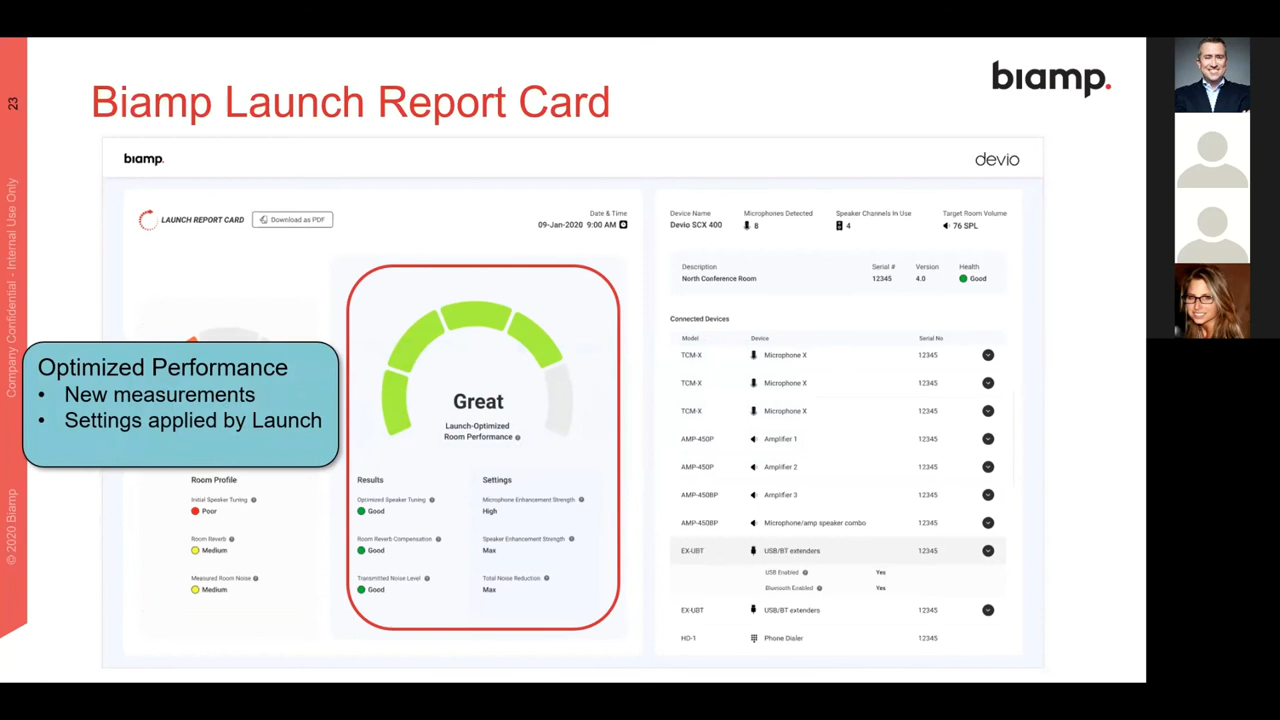 23
Company Confidential - Internal Use Only
© 2020 Biamp
Biamp Launch Report Card
biamp.
biamp.
devio
LAUNCH REPORT CARD
Download as PDF
Date & Time
09-Jan-2020 9:00 AM
Optimized Performance
• New measurements
• Settings applied by Launch
Great
Launch-Optimized
Room Performance
Room Profile
Initial Speaker Tuning
Poor
Room Reverb
Medium
Measured Room Noise
Medium
Results
Optimized Speaker Tuning
Good
Room Reverb Compensation
Good
Transmitted Noise Level
Good
Settings
Microphone Enhancement Strength
High
Speaker Enhancement Strength
Max
Total Noise Reduction
Max
Device Name Microphones Detected Speaker Channels In Use Target Room Volume
Devio SCX 400 8 4 76 SPL
Description Serial # Version Health
North Conference Room 12345 4.0 Good
Connected Devices
Model Device Serial No
TCM-X Microphone X 12345
TCM-X Microphone X 12345
TCM-X Microphone X 12345
AMP-450P Amplifier 1 12345
AMP-450P Amplifier 2 12345
AMP-450BP Amplifier 3 12345
AMP-450BP Microphone/amp speaker combo 12345
EX-UBT USB/BT extenders 12345
USB Enabled Yes
Bluetooth Enabled Yes
EX-UBT USB/BT extenders 12345
HD-1 Phone Dialer 12345